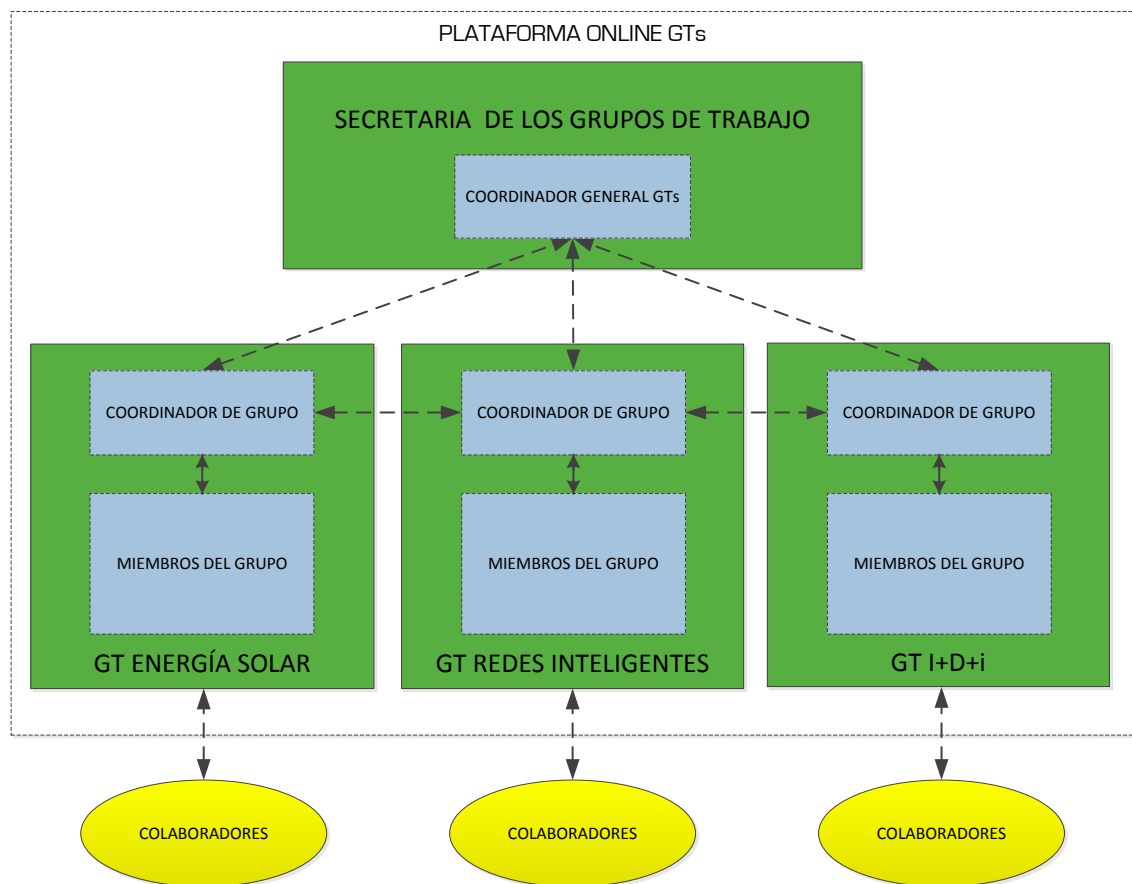 PLATAFORMA ONLINE GTs
SECRETARIA DE LOS GRUPOS DE TRABAJO
COORDINADOR GENERAL GTs
COORDINADOR DE GRUPO
COORDINADOR DE GRUPO
COORDINADOR DE GRUPO
MIEMBROS DEL GRUPO
MIEMBROS DEL GRUPO
MIEMBROS DEL GRUPO
GT ENERGÍA SOLAR
GT REDES INTELIGENTES
GT I+D+i
COLABORADORES
COLABORADORES
COLABORADORES